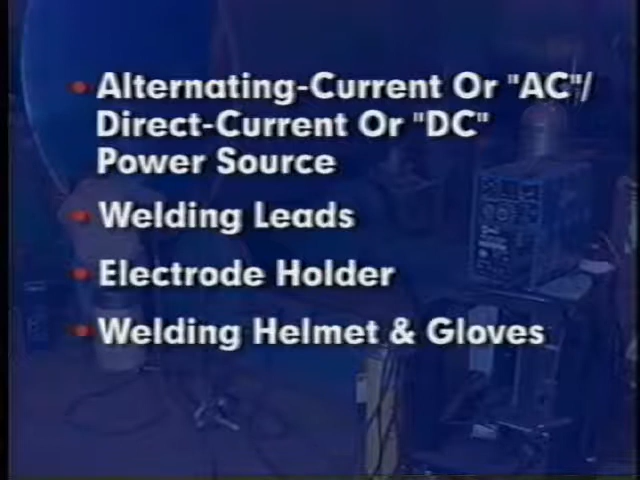 • Alternating-Current Or "AC"/
Direct-Current Or "DC"
Power Source
• Welding Leads
• Electrode Holder
• Welding Helmet & Gloves